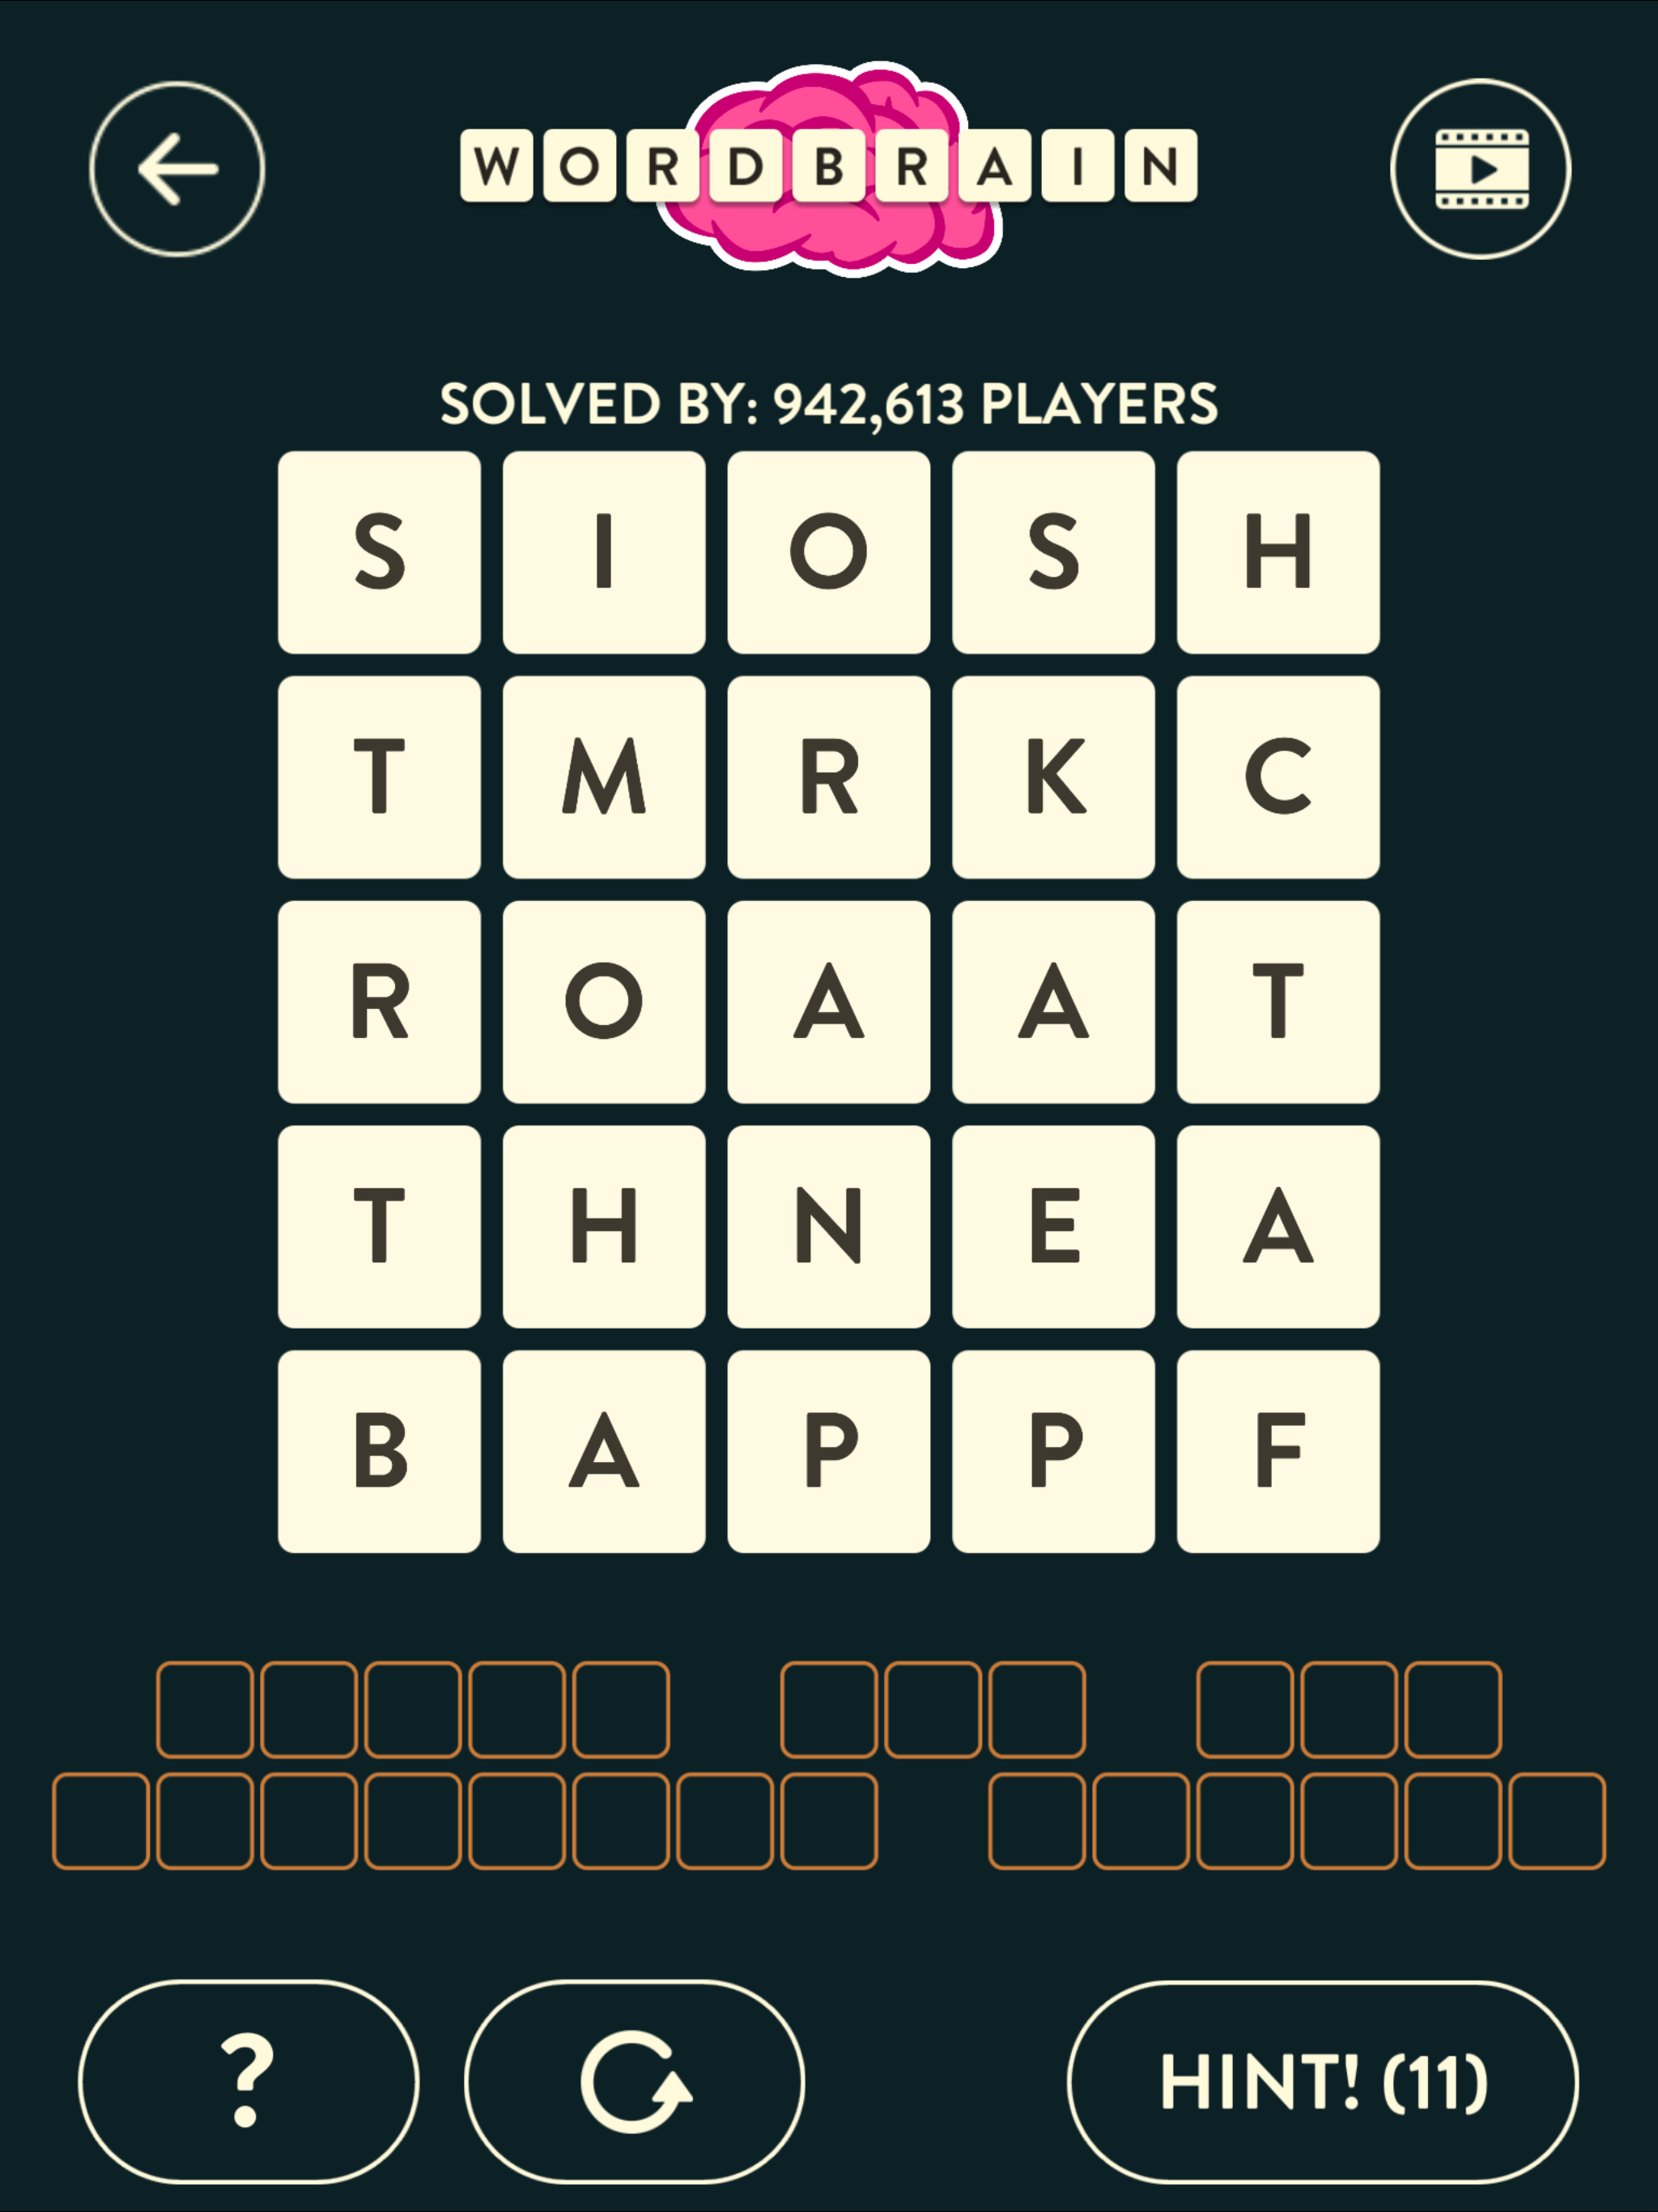 WORDBRAIN
SOLVED BY: 942,613 PLAYERS
S I O S H
T M R K C
R O A A T
T H N E A
B A P P F
? HINT! (11)